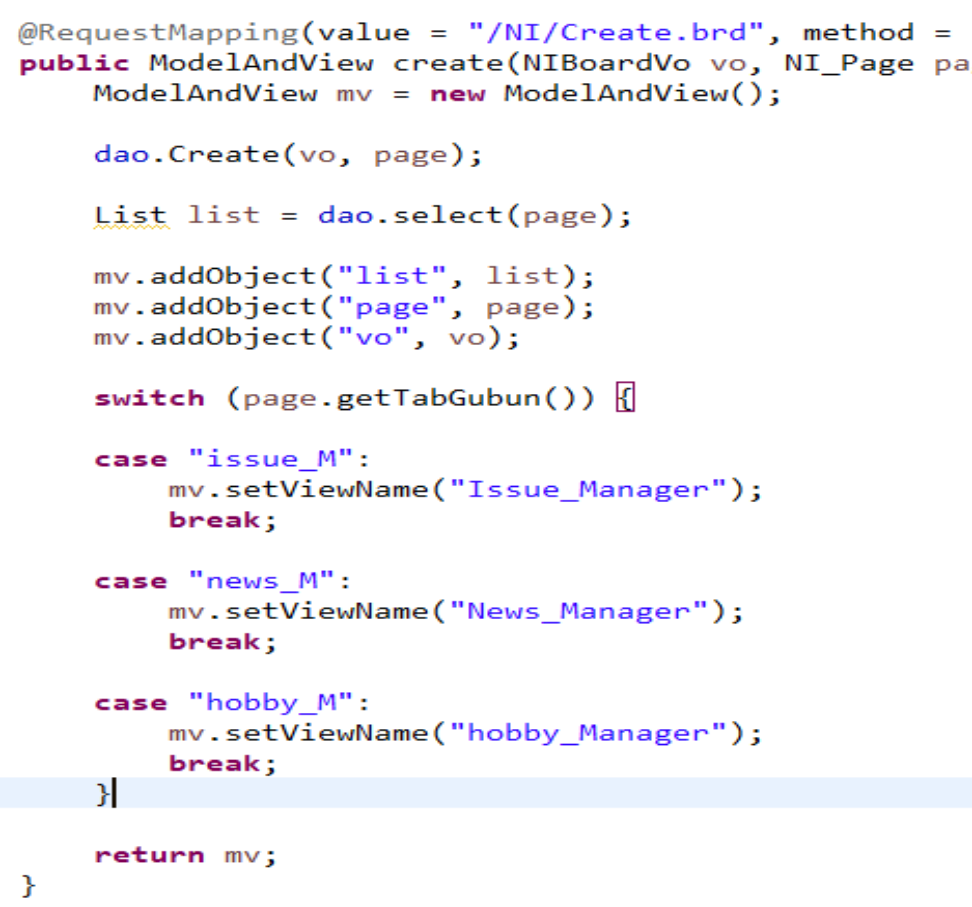 @RequestMapping(value = "/NI/Create.brd", method =
public ModelAndView create(NIBoardVo vo, NI_Page pa
ModelAndView mv = new ModelAndView();
dao.Create(vo, page);
List list = dao.select(page);
mv.addObject("list", list);
mv.addObject("page", page);
mv.addObject("vo", vo);
switch (page.getTabGubun()) {
case "issue_M":
mv.setViewName("Issue_Manager");
break;
case "news_M":
mv.setViewName("News_Manager");
break;
case "hobby_M":
mv.setViewName("hobby_Manager");
break;
}
return mv;
}